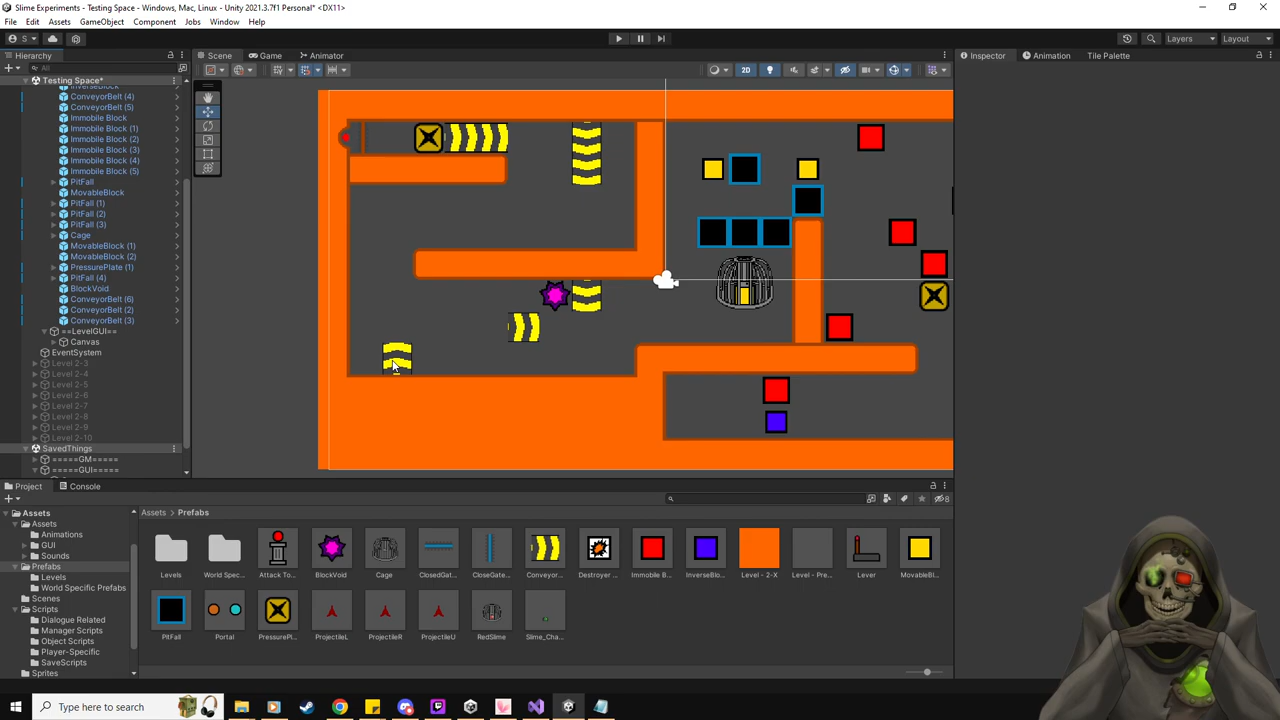 Slime Experiments - Testing Space - Windows, Mac, Linux - Unity 2021.3.7f1 Personal* <DX11>
File Edit Assets GameObject Component Jobs Window Help
S
Layers Layout
Hierarchy
Scene Game Animator
Inspector Animation Tile Palette
All
2D
Testing Space*
InverseBlock
ConveyorBelt (4)
ConveyorBelt (5)
Immobile Block
Immobile Block (1)
Immobile Block (2)
Immobile Block (3)
Immobile Block (4)
Immobile Block (5)
PitFall
MovableBlock
PitFall (1)
PitFall (2)
PitFall (3)
Cage
MovableBlock (1)
MovableBlock (2)
PressurePlate (1)
PitFall (4)
BlockVoid
ConveyorBelt (6)
ConveyorBelt (2)
ConveyorBelt (3)
==LevelGUI==
Canvas
EventSystem
Level 2-3
Level 2-4
Level 2-5
Level 2-6
Level 2-7
Level 2-8
Level 2-9
Level 2-10
SavedThings
=====GM=====
=====GUI=====
Project Console
8
Assets
Assets
Animations
GUI
Sounds
Prefabs
Levels
World Specific Prefabs
Scenes
Scripts
Dialogue Related
Manager Scripts
Object Scripts
Player-Specific
SaveScripts
Sprites
Assets > Prefabs
Levels World Spec... Attack To... BlockVoid Cage ClosedGat... CloseGate... Conveyor... Destroyer ... Immobile B... InverseBlo... Level - 2-X Level - Pre... Lever MovableBl...
PitFall Portal PressurePl... ProjectileL ProjectileR ProjectileU RedSlime Slime_Cha...
Type here to search